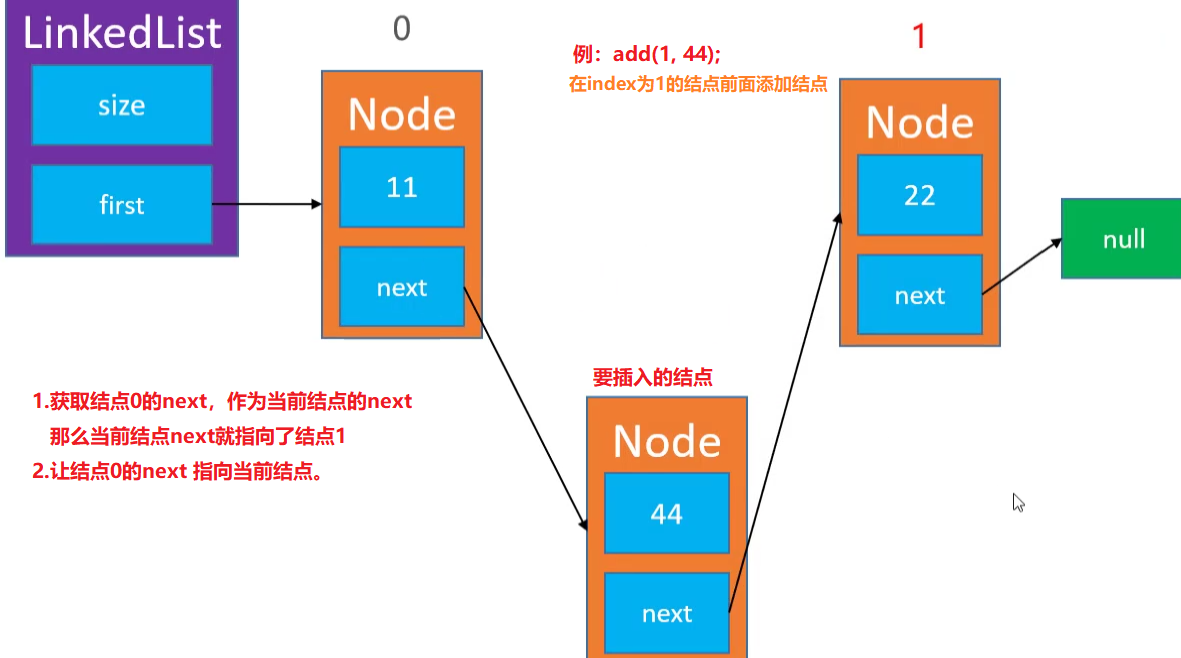 LinkedList
size
first
0
Node
11
next
例：add(1, 44);
在index为1的结点前面添加结点
1
Node
22
next
null
1.获取结点0的next，作为当前结点的next
那么当前结点next就指向了结点1
2.让结点0的next 指向当前结点。
要插入的结点
Node
44
next